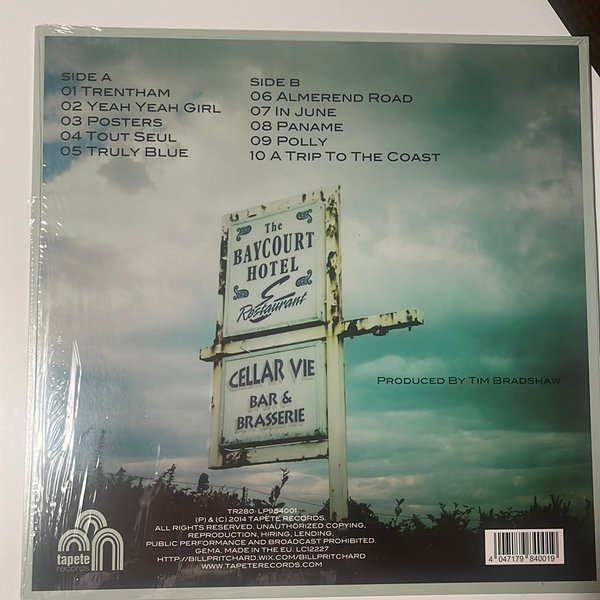 SIDE A
01 TRENTHAM
02 YEAH YEAH GIRL
03 POSTERS
04 TOUT SEUL
05 TRULY BLUE
SIDE B
06 ALMEREND ROAD
07 IN JUNE
08 PANAME
09 POLLY
10 A TRIP TO THE COAST
The
BAYCOURT
HOTEL
&
Restaurant
CELLAR VIE
BAR &
BRASSERIE
PRODUCED BY TIM BRADSHAW
TR280 LP984001
(P) & (C) 2014 TAPETE RECORDS.
ALL RIGHTS RESERVED. UNAUTHORIZED COPYING,
REPRODUCTION, HIRING, LENDING,
PUBLIC PERFORMANCE AND BROADCAST PROHIBITED.
GEMA. MADE IN THE EU. LC12227
HTTP://BILLPRITCHARD.WIX.COM/BILLPRITCHARD
WWW.TAPETERECORDS.COM
tapete
records
4 047179 840019